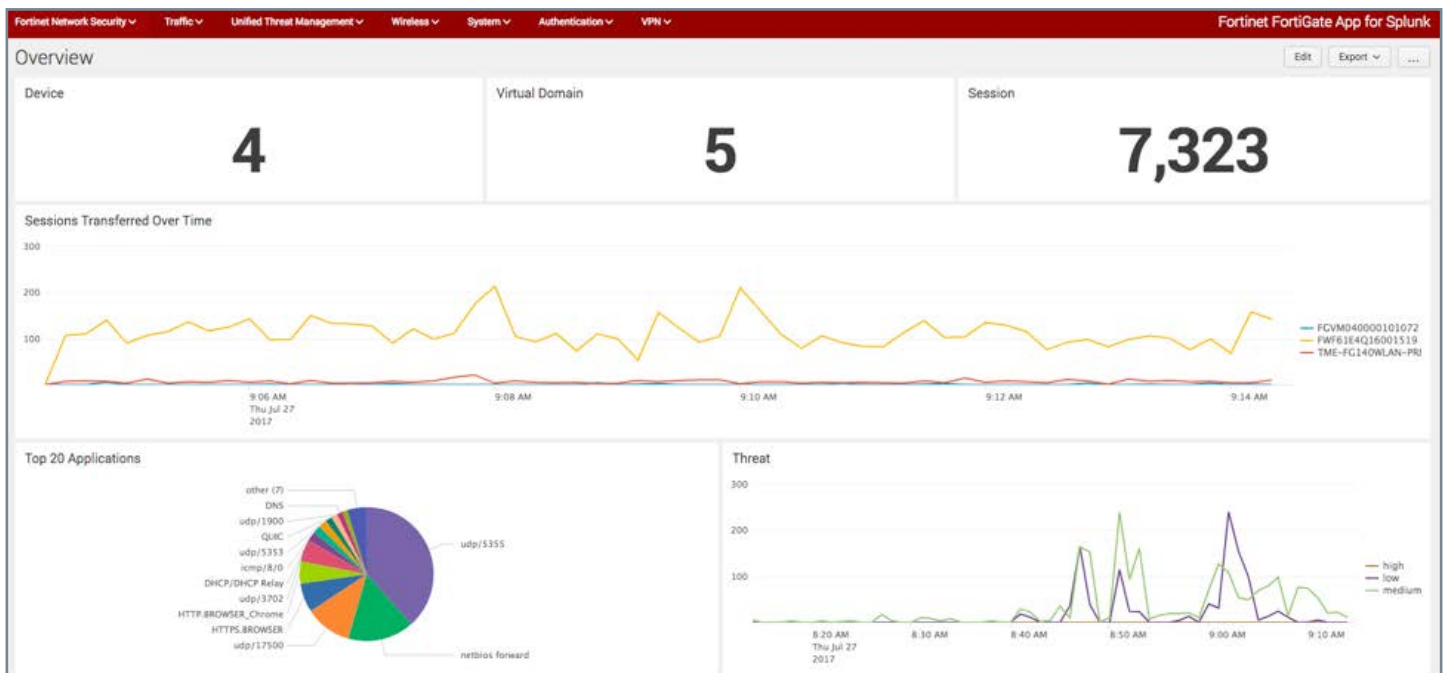 Fortinet Network Security Traffic Unified Threat Management Wireless System Authentication VPN Fortinet FortiGate App for Splunk
Overview Edit Export ...
Device Virtual Domain Session
4 5 7,323
Sessions Transferred Over Time
300
200
100
FGVM040000101072
FWF61E4Q16001519
TME-FG140WLAN-PRI
9:06 AM 9:08 AM 9:10 AM 9:12 AM 9:14 AM
Thu Jul 27
2017
Top 20 Applications
other (7)
DNS
udp/1900
QUIC
udp/5353
icmp/8/0
DHCP/DHCP Relay
udp/3702
HTTP.BROWSER_Chrome
HTTPS.BROWSER
udp/17500
udp/5355
netbios forward
Threat
300
200
100
high
low
medium
8:20 AM 8:30 AM 8:40 AM 8:50 AM 9:00 AM 9:10 AM
Thu Jul 27
2017